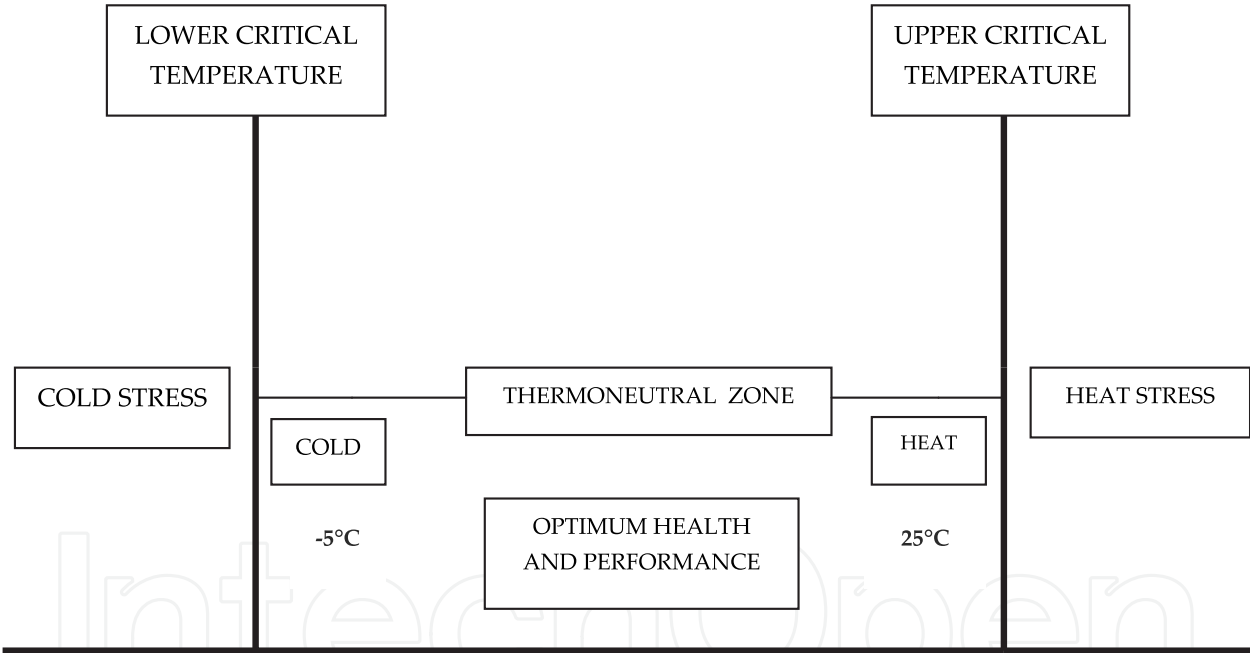 LOWER CRITICAL
TEMPERATURE
UPPER CRITICAL
TEMPERATURE
COLD STRESS
THERMONEUTRAL ZONE
HEAT STRESS
COLD
HEAT
OPTIMUM HEALTH
AND PERFORMANCE
-5°C
25°C
IntechOpen